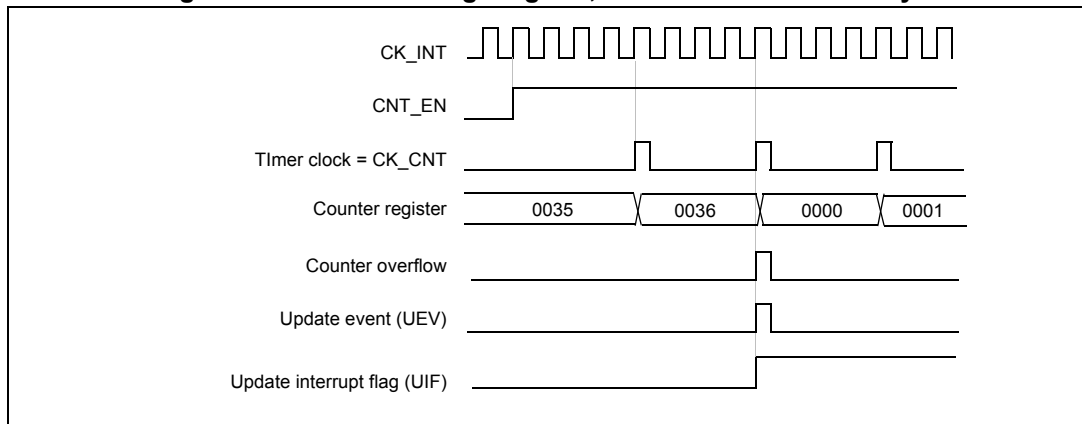 CK_INT
CNT_EN
TImer clock = CK_CNT
Counter register 0035 0036 0000 0001
Counter overflow
Update event (UEV)
Update interrupt flag (UIF)